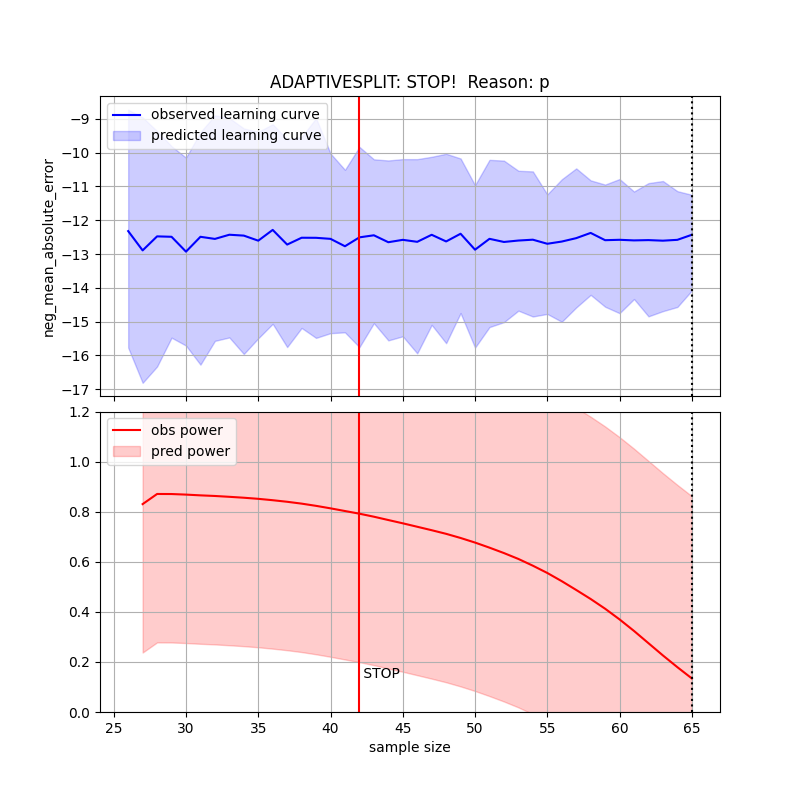 ADAPTIVESPLIT: STOP!  Reason: p
observed learning curve
predicted learning curve
−9
−10
−11
−12
−13
−14
−15
−16
−17
neg_mean_absolute_error
obs power
pred power
1.2
1.0
0.8
0.6
0.4
0.2
0.0
STOP
25 30 35 40 45 50 55 60 65
sample size